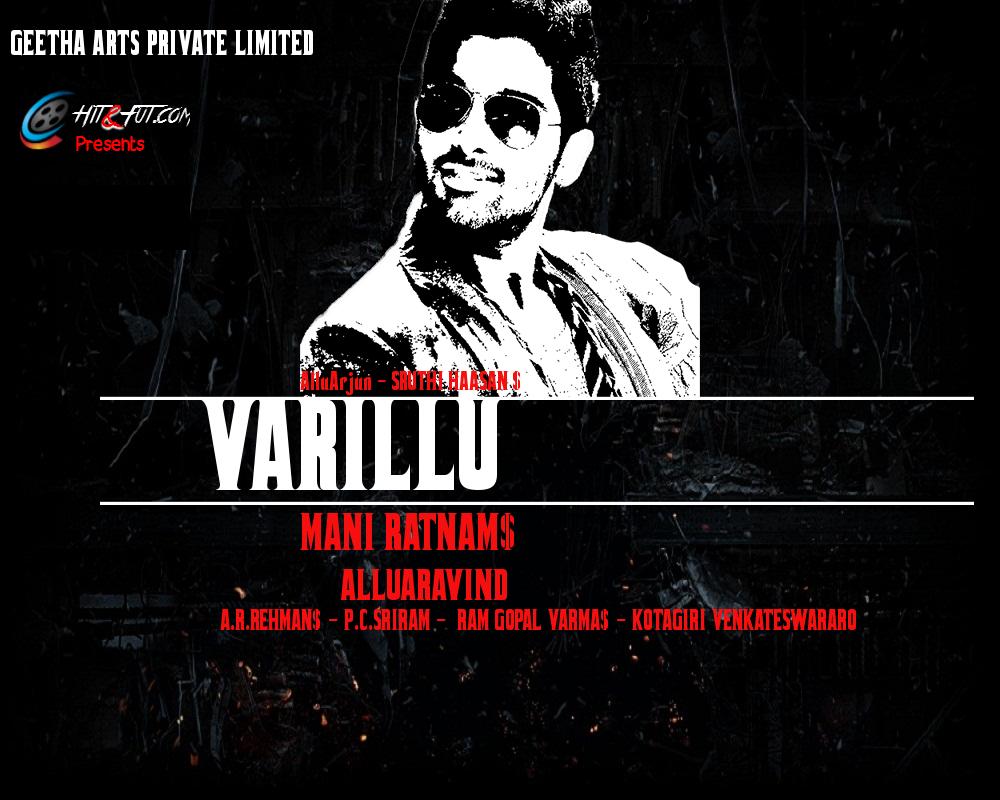 GEETHA ARTS PRIVATE LIMITED
HIT&FUT.COM
Presents
AlluArjun - SRUTHI HAASAN$
VARILLU
MANI RATNAM$
ALLUARAVIND
A.R.REHMAN$ - P.C.SRIRAM - RAM GOPAL VARMA$ - KOTAGIRI VENKATESWARARO